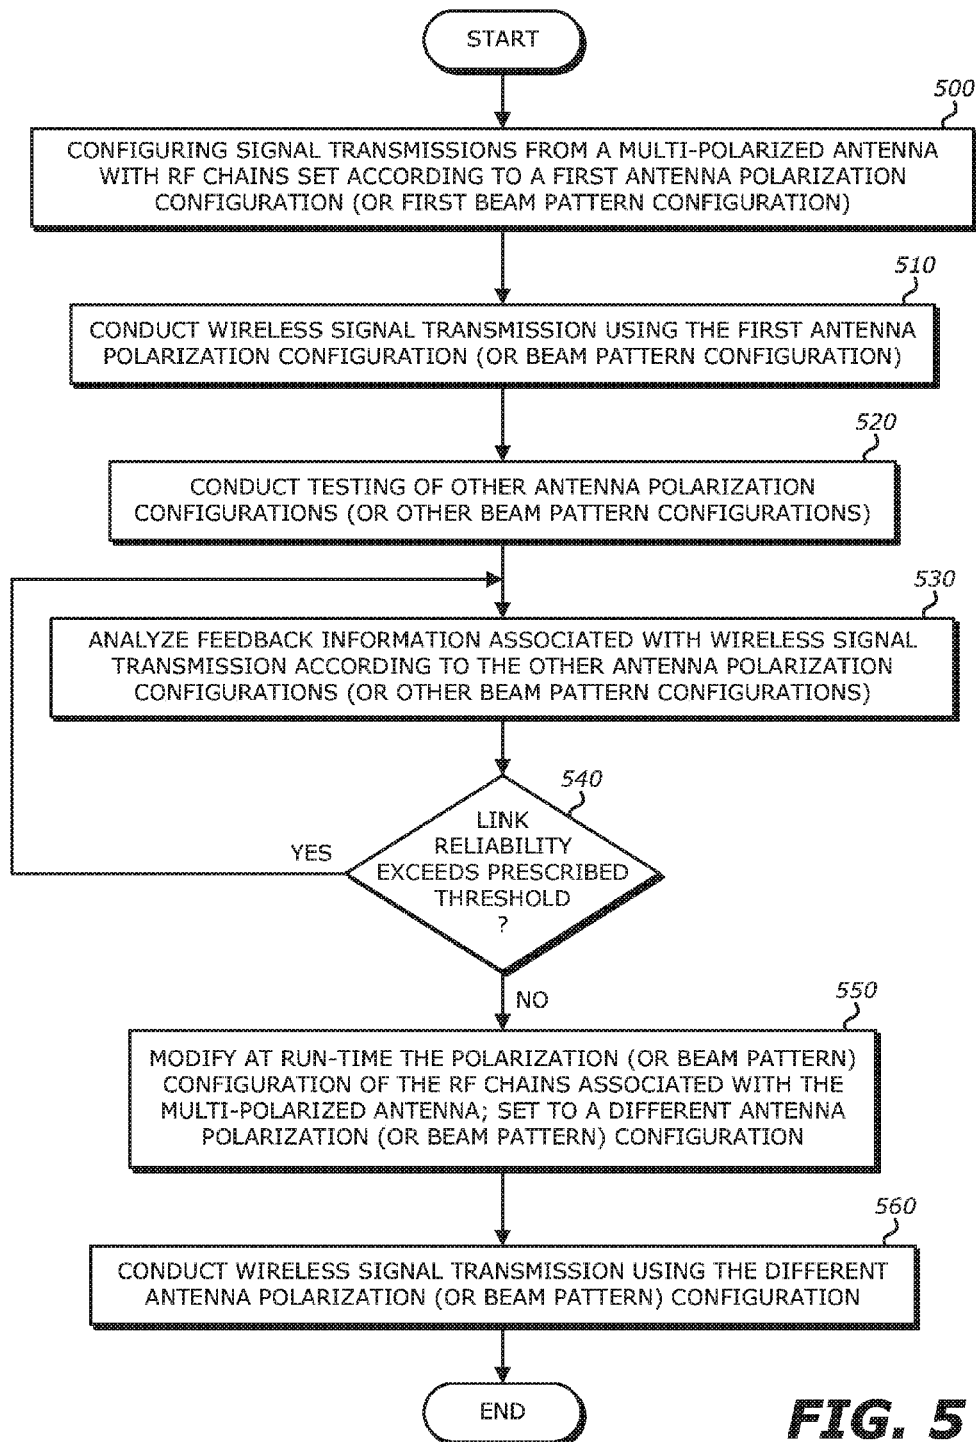 START
500
CONFIGURING SIGNAL TRANSMISSIONS FROM A MULTI-POLARIZED ANTENNA
WITH RF CHAINS SET ACCORDING TO A FIRST ANTENNA POLARIZATION
CONFIGURATION (OR FIRST BEAM PATTERN CONFIGURATION)
510
CONDUCT WIRELESS SIGNAL TRANSMISSION USING THE FIRST ANTENNA
POLARIZATION CONFIGURATION (OR BEAM PATTERN CONFIGURATION)
520
CONDUCT TESTING OF OTHER ANTENNA POLARIZATION
CONFIGURATIONS (OR OTHER BEAM PATTERN CONFIGURATIONS)
530
ANALYZE FEEDBACK INFORMATION ASSOCIATED WITH WIRELESS SIGNAL
TRANSMISSION ACCORDING TO THE OTHER ANTENNA POLARIZATION
CONFIGURATIONS (OR OTHER BEAM PATTERN CONFIGURATIONS)
540
LINK
RELIABILITY
EXCEEDS PRESCRIBED
THRESHOLD
?
YES
NO
550
MODIFY AT RUN-TIME THE POLARIZATION (OR BEAM PATTERN)
CONFIGURATION OF THE RF CHAINS ASSOCIATED WITH THE
MULTI-POLARIZED ANTENNA; SET TO A DIFFERENT ANTENNA
POLARIZATION (OR BEAM PATTERN) CONFIGURATION
560
CONDUCT WIRELESS SIGNAL TRANSMISSION USING THE DIFFERENT
ANTENNA POLARIZATION (OR BEAM PATTERN) CONFIGURATION
END
FIG. 5